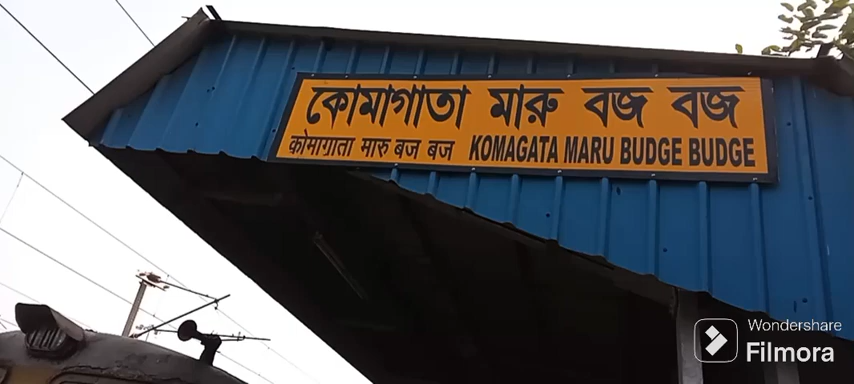 কোমাগাতা মারু বজ বজ
कोमागाता मारु बज बज KOMAGATA MARU BUDGE BUDGE
Wondershare
Filmora